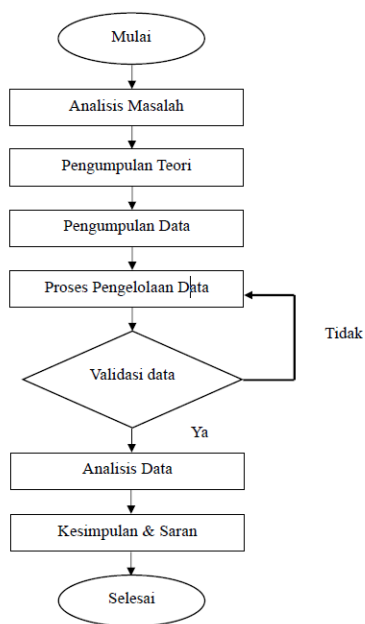 Mulai
Analisis Masalah
Pengumpulan Teori
Pengumpulan Data
Proses Pengelolaan Data
Tidak
Validasi data
Ya
Analisis Data
Kesimpulan & Saran
Selesai